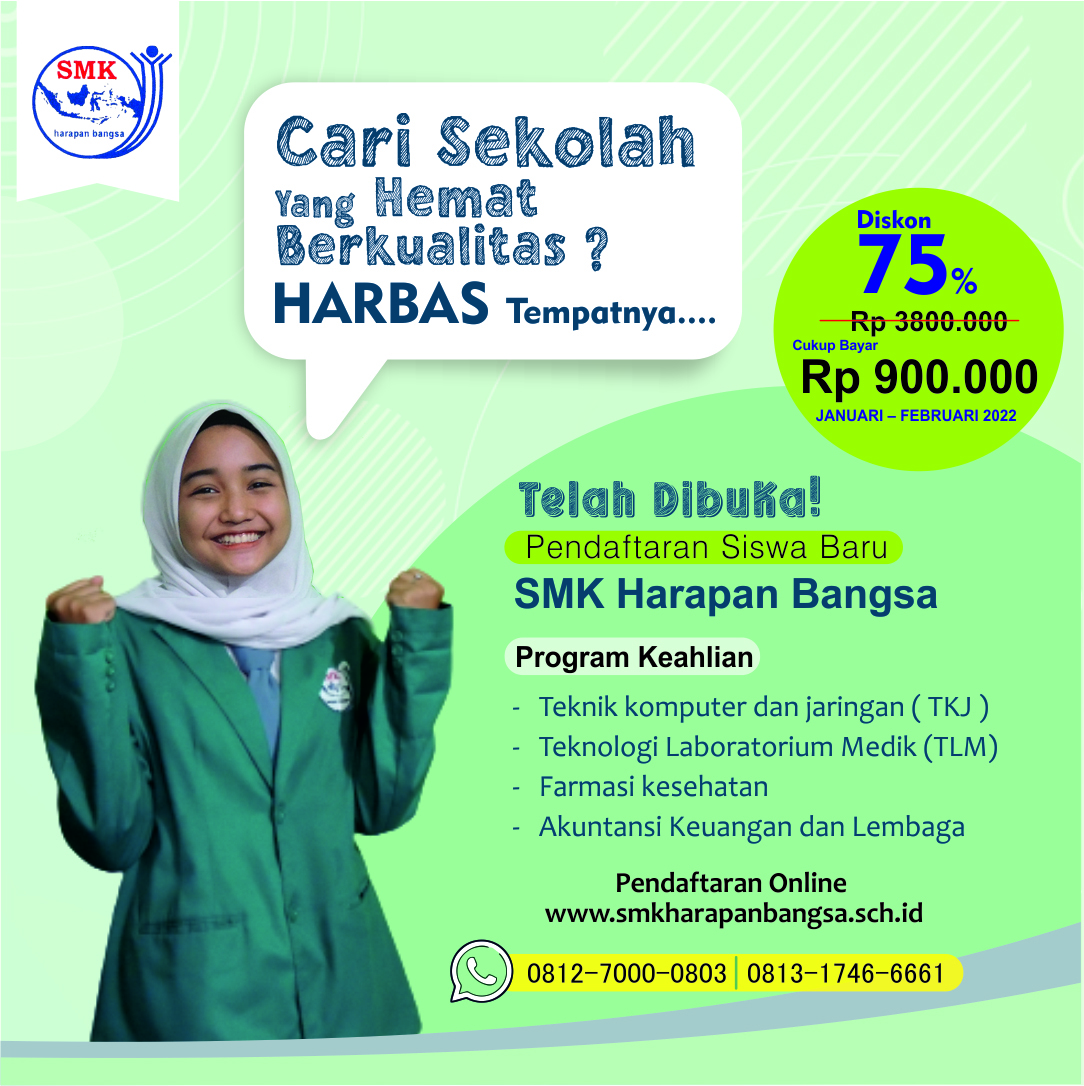 SMK
harapan bangsa
Cari Sekolah
Yang Hemat
Berkualitas ?
HARBAS Tempatnya....
Diskon
75%
Rp 3800.000
Cukup Bayar
Rp 900.000
JANUARI – FEBRUARI 2022
Telah Dibuka!
Pendaftaran Siswa Baru
SMK Harapan Bangsa
Program Keahlian
- Teknik komputer dan jaringan ( TKJ )
- Teknologi Laboratorium Medik (TLM)
- Farmasi kesehatan
- Akuntansi Keuangan dan Lembaga
Pendaftaran Online
www.smkharapanbangsa.sch.id
0812-7000-0803 | 0813-1746-6661